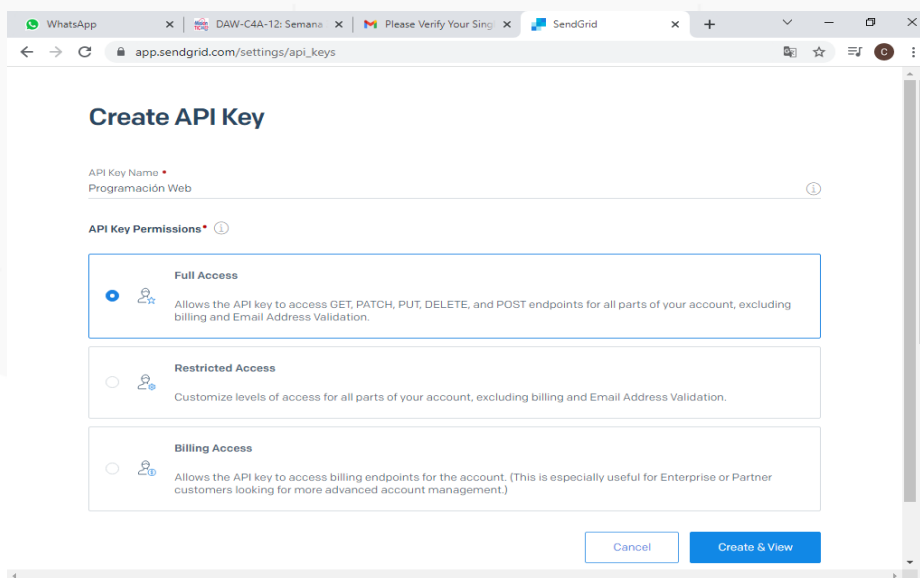 WhatsApp
DAW-C4A-12: Semana
Please Verify Your Singl
SendGrid
app.sendgrid.com/settings/api_keys
C
Create API Key
API Key Name •
Programación Web
API Key Permissions•
Full Access
Allows the API key to access GET, PATCH, PUT, DELETE, and POST endpoints for all parts of your account, excluding
billing and Email Address Validation.
Restricted Access
Customize levels of access for all parts of your account, excluding billing and Email Address Validation.
Billing Access
Allows the API key to access billing endpoints for the account. (This is especially useful for Enterprise or Partner
customers looking for more advanced account management.)
Cancel
Create & View